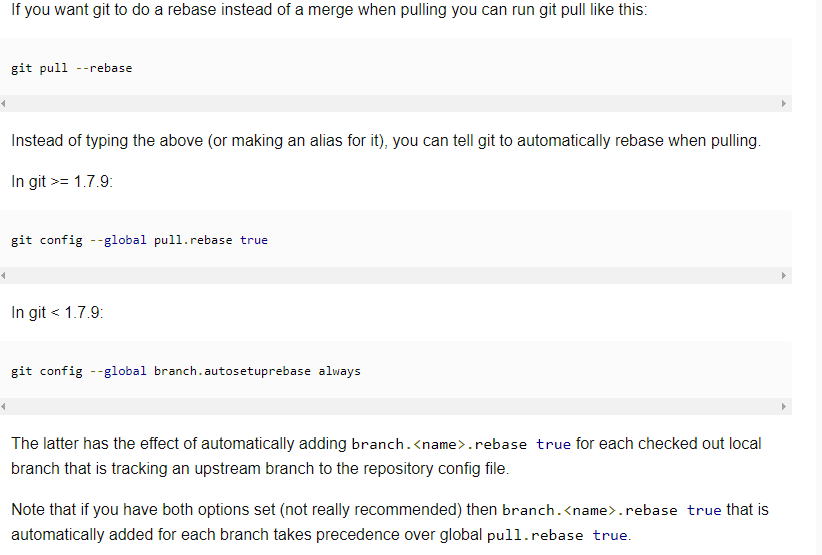 If you want git to do a rebase instead of a merge when pulling you can run git pull like this:
git pull --rebase
Instead of typing the above (or making an alias for it), you can tell git to automatically rebase when pulling.
In git >= 1.7.9:
git config --global pull.rebase true
In git < 1.7.9:
git config --global branch.autosetuprebase always
The latter has the effect of automatically adding branch.<name>.rebase true for each checked out local
branch that is tracking an upstream branch to the repository config file.
Note that if you have both options set (not really recommended) then branch.<name>.rebase true that is
automatically added for each branch takes precedence over global pull.rebase true.